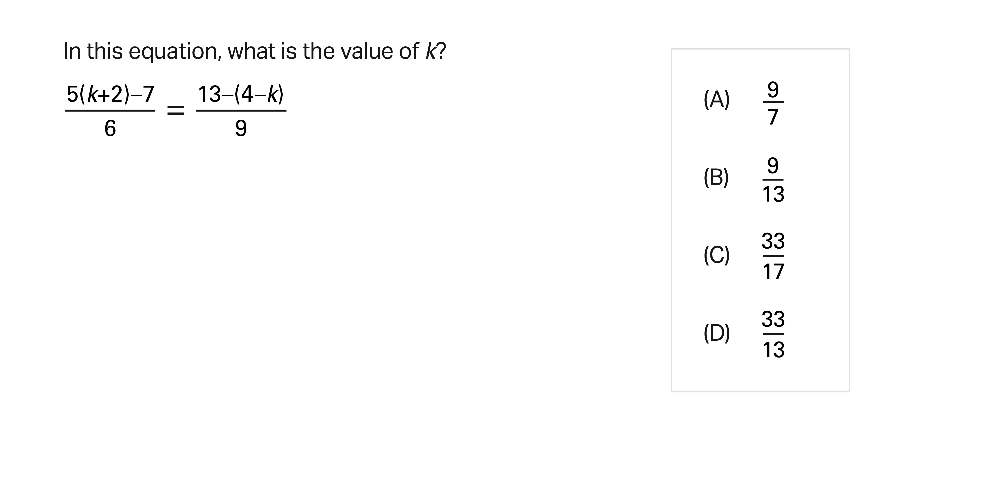 In this equation, what is the value of k?
5(k+2)–7
6
=
13–(4–k)
9
(A) 9
7
(B) 9
13
(C) 33
17
(D) 33
13